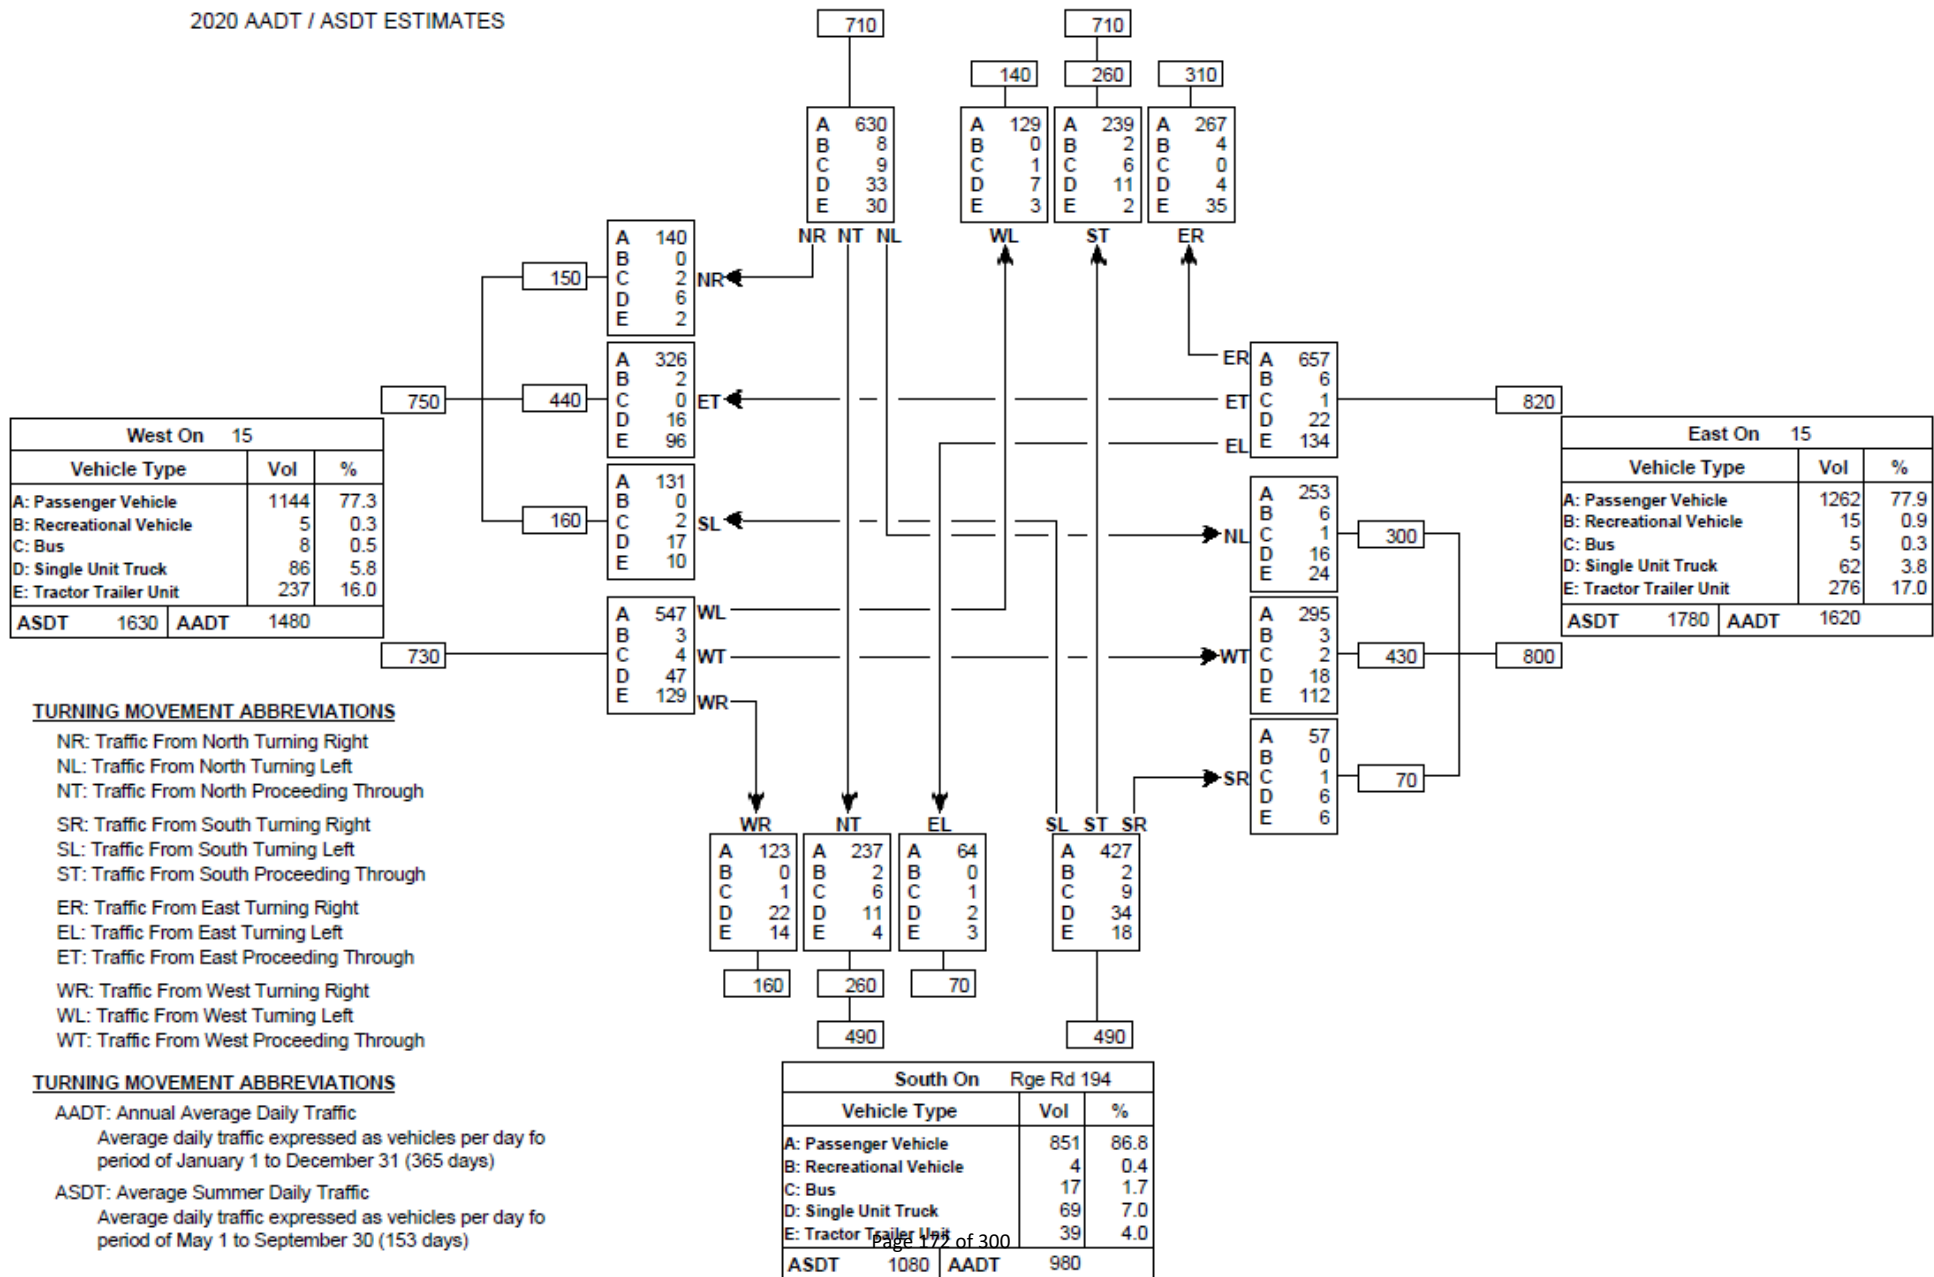 2020 AADT / ASDT ESTIMATES
710
710
140 260 310
A 630
B 8
C 9
D 33
E 30
A 129
B 0
C 1
D 7
E 3
A 239
B 2
C 6
D 11
E 2
A 267
B 4
C 0
D 4
E 35
NR NT NL
WL
ST
ER
150
A 140
B 0
C 2
D 6
E 2
NR
750
440
A 326
B 2
C 0
D 16
E 96
ET
160
A 131
B 0
C 2
D 17
E 10
SL
730
A 547
B 3
C 4
D 47
E 129
WL
WT
WR
ER
ET
EL
A 657
B 6
C 1
D 22
E 134
820
NL
A 253
B 6
C 1
D 16
E 24
300
WT
A 295
B 3
C 2
D 18
E 112
430
800
SR
A 57
B 0
C 1
D 6
E 6
70
West On 15
Vehicle Type Vol %
A: Passenger Vehicle 1144 77.3
B: Recreational Vehicle 5 0.3
C: Bus 8 0.5
D: Single Unit Truck 86 5.8
E: Tractor Trailer Unit 237 16.0
ASDT 1630 AADT 1480
East On 15
Vehicle Type Vol %
A: Passenger Vehicle 1262 77.9
B: Recreational Vehicle 15 0.9
C: Bus 5 0.3
D: Single Unit Truck 62 3.8
E: Tractor Trailer Unit 276 17.0
ASDT 1780 AADT 1620
TURNING MOVEMENT ABBREVIATIONS
NR: Traffic From North Turning Right
NL: Traffic From North Turning Left
NT: Traffic From North Proceeding Through
SR: Traffic From South Turning Right
SL: Traffic From South Turning Left
ST: Traffic From South Proceeding Through
ER: Traffic From East Turning Right
EL: Traffic From East Turning Left
ET: Traffic From East Proceeding Through
WR: Traffic From West Turning Right
WL: Traffic From West Turning Left
WT: Traffic From West Proceeding Through
TURNING MOVEMENT ABBREVIATIONS
AADT: Annual Average Daily Traffic
Average daily traffic expressed as vehicles per day fo
period of January 1 to December 31 (365 days)
ASDT: Average Summer Daily Traffic
Average daily traffic expressed as vehicles per day fo
period of May 1 to September 30 (153 days)
WR
NT
EL
SL ST SR
A 123
B 0
C 1
D 22
E 14
A 237
B 2
C 6
D 11
E 4
A 64
B 0
C 1
D 2
E 3
A 427
B 2
C 9
D 34
E 18
160 260 70
490
490
South On Rge Rd 194
Vehicle Type Vol %
A: Passenger Vehicle 851 86.8
B: Recreational Vehicle 4 0.4
C: Bus 17 1.7
D: Single Unit Truck 69 7.0
E: Tractor Trailer Unit 39 4.0
Page 172 of 300
ASDT 1080 AADT 980